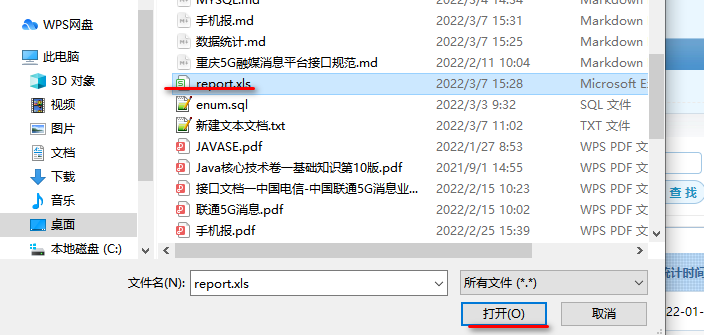 WPS网盘
此电脑
3D 对象
视频
图片
文档
下载
音乐
桌面
本地磁盘 (C:)
MYSQL.md 2022/3/4 14:34 Markdown
手机报.md 2022/3/7 15:31 Markdown
数据统计.md 2022/3/7 15:25 Markdown
重庆5G融媒消息平台接口规范.md 2022/2/11 10:04 Markdown
report.xls 2022/3/7 15:28 Microsoft E
enum.sql 2022/3/3 9:32 SQL 文件
新建文本文档.txt 2022/3/7 11:02 TXT 文件
JAVASE.pdf 2022/1/27 8:53 WPS PDF 文
Java核心技术卷一基础知识第10版.pdf 2021/9/1 14:55 WPS PDF 文
接口文档—中国电信-中国联通5G消息业... 2022/2/15 10:23 WPS PDF 文
联通5G消息.pdf 2022/2/15 10:02 WPS PDF 文
手机报.pdf 2022/2/25 15:39 WPS PDF 文
文件名(N): report.xls 所有文件 (*.*)
打开(O) 取消
查 找
统计时间
22-01-